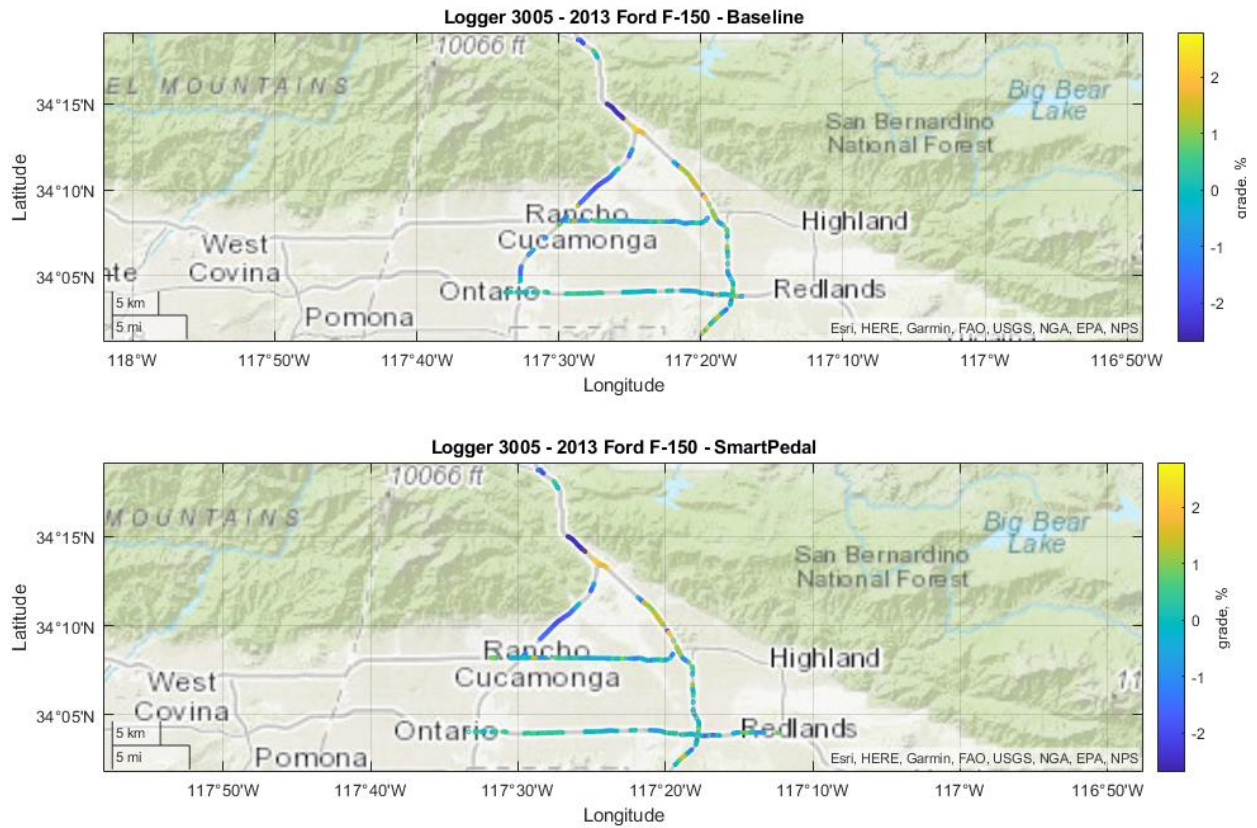 Logger 3005 - 2013 Ford F-150 - Baseline
10066 ft
EL MOUNTAINS
Big Bear
Lake
San Bernardino
National Forest
Rancho
Cucamonga
Highland
West
Covina
Ontario
Redlands
Pomona
5 km
5 mi
Esri, HERE, Garmin, FAO, USGS, NGA, EPA, NPS
34°15'N
34°10'N
34°05'N
Latitude
118°W 117°50'W 117°40'W 117°30'W 117°20'W 117°10'W 117°W 116°50'W
Longitude
2
1
0
-1
-2
grade, %
Logger 3005 - 2013 Ford F-150 - SmartPedal
10066 ft
MOUNTAINS
Big Bear
Lake
San Bernardino
National Forest
Rancho
Cucamonga
Highland
11
West
Covina
Ontario
Redlands
Pomona
5 km
5 mi
Esri, HERE, Garmin, FAO, USGS, NGA, EPA, NPS
34°15'N
34°10'N
34°05'N
Latitude
117°50'W 117°40'W 117°30'W 117°20'W 117°10'W 117°W 116°50'W
Longitude
2
1
0
-1
-2
grade, %